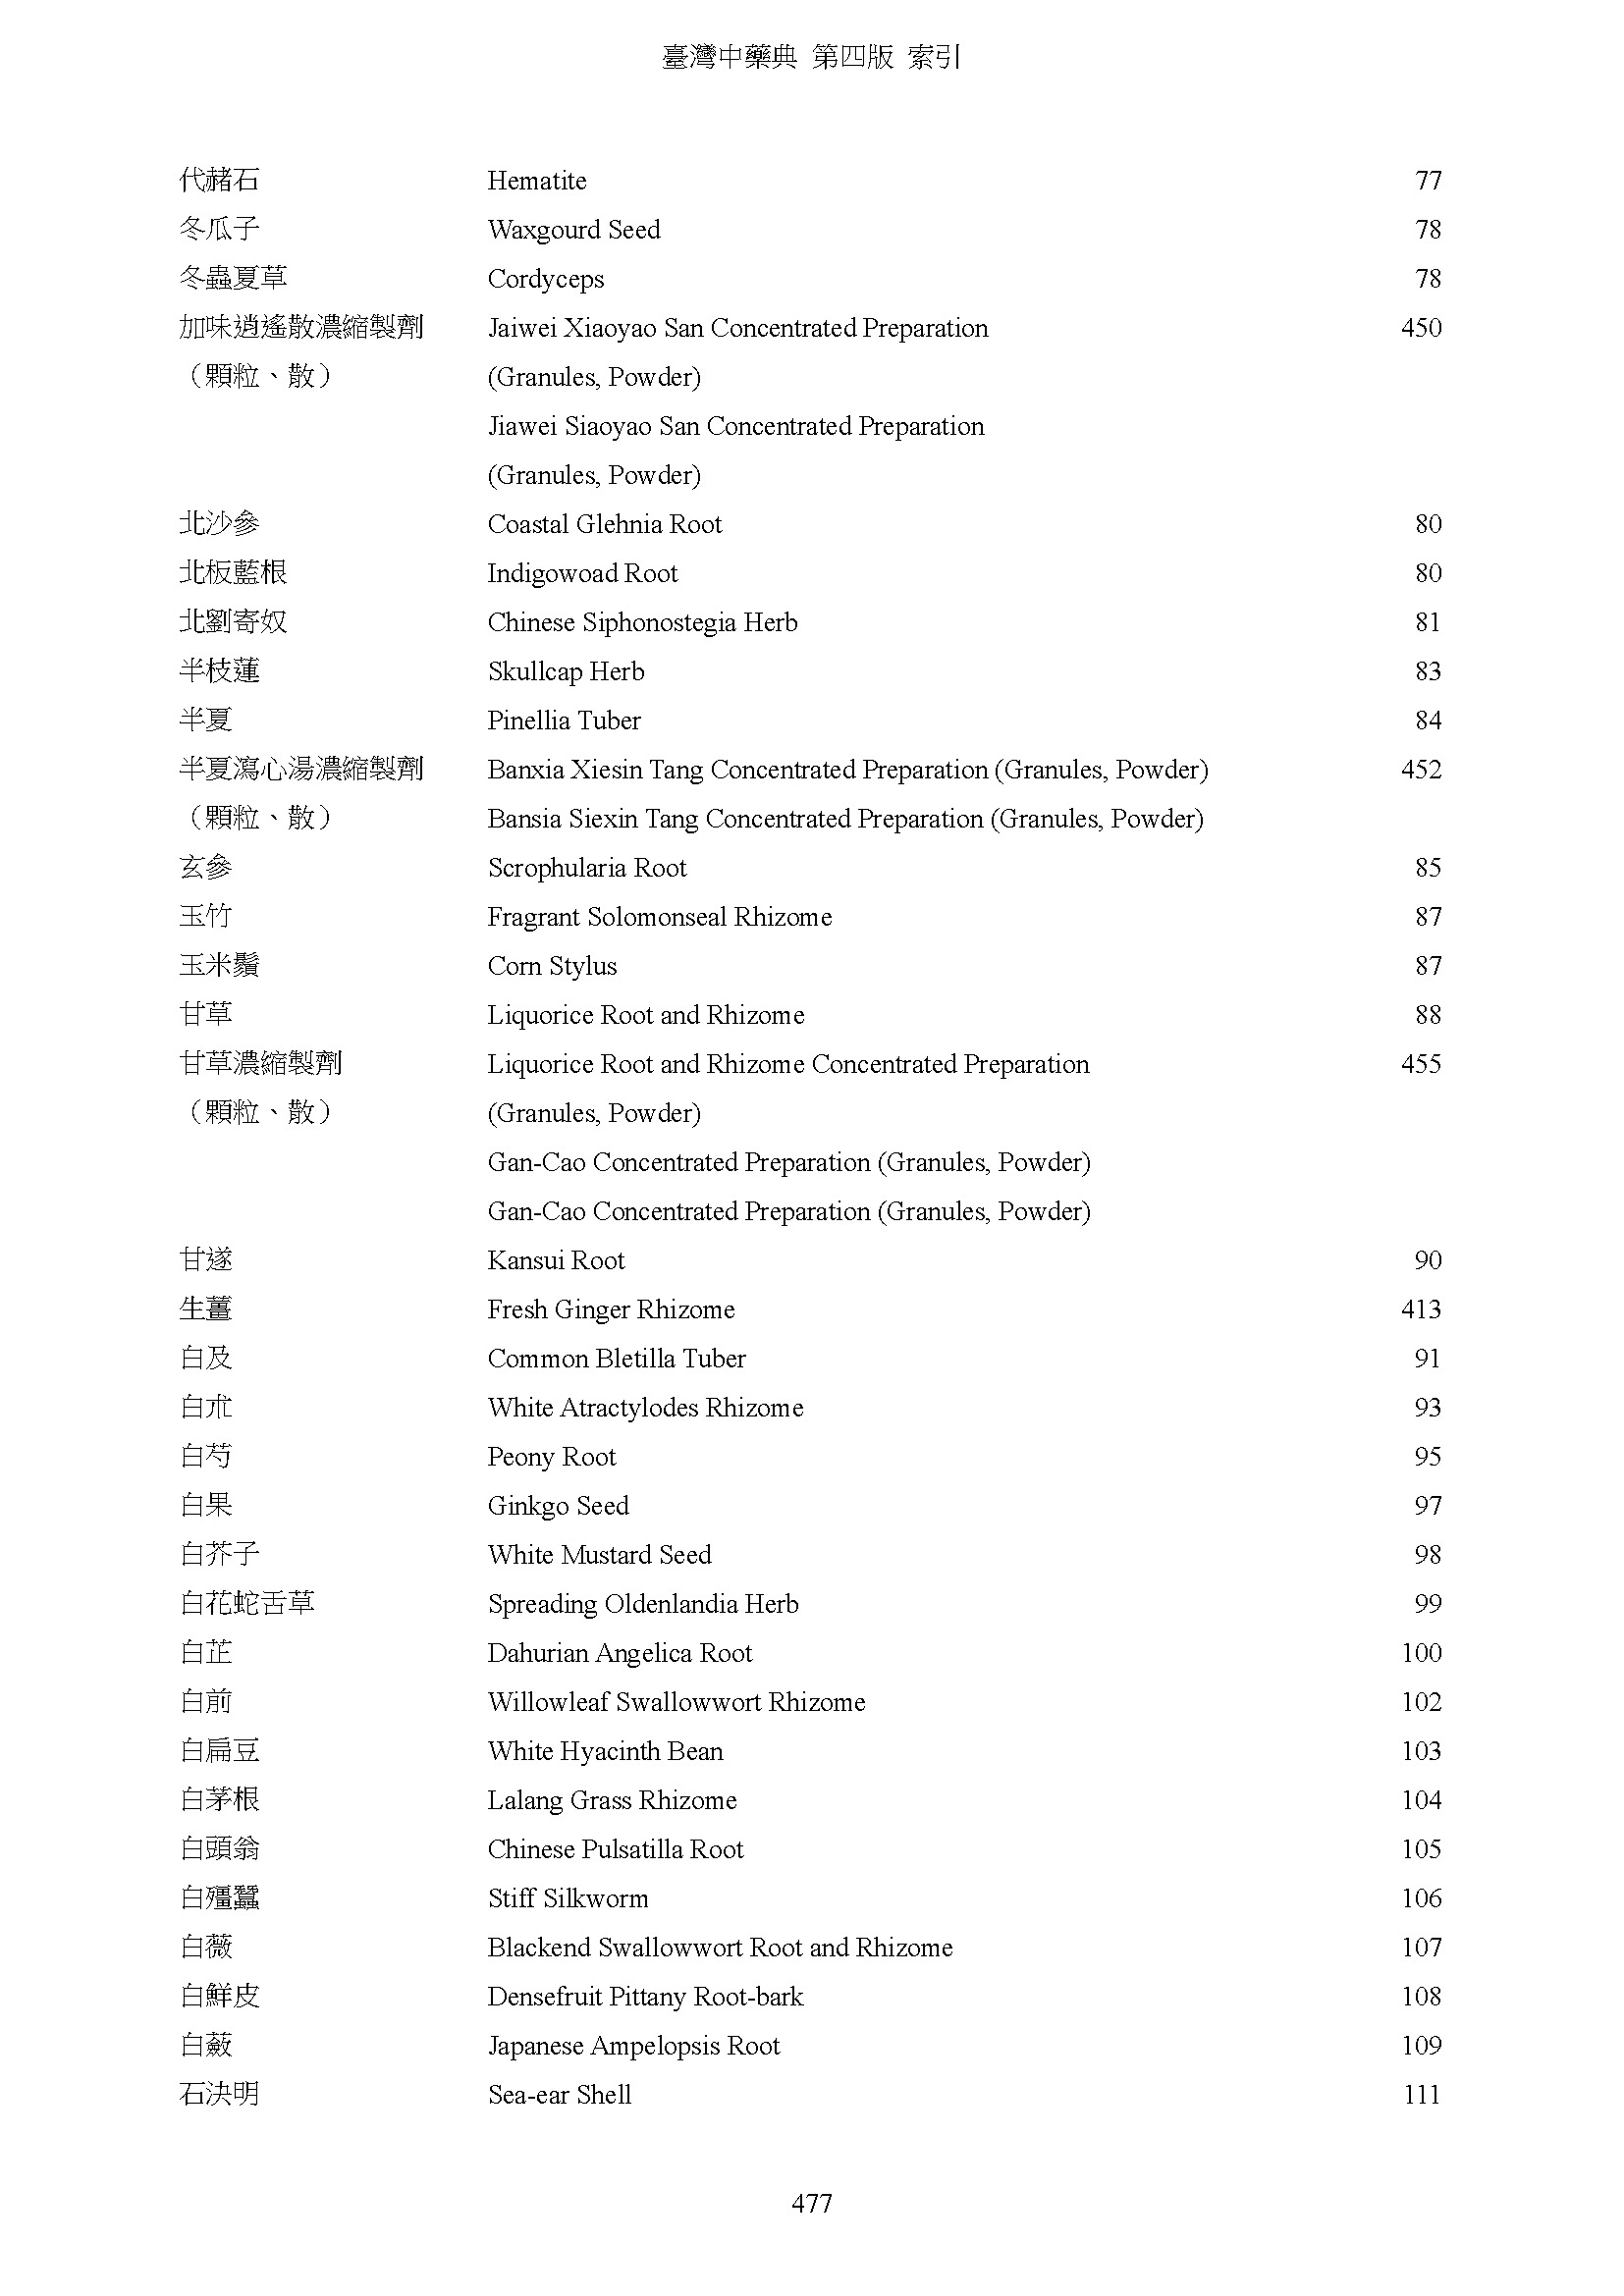 臺灣中藥典 第四版 索引
代赭石 Hematite 77
冬瓜子 Waxgourd Seed 78
冬蟲夏草 Cordyceps 78
加味逍遙散濃縮製劑 Jaiwei Xiaoyao San Concentrated Preparation 450
（顆粒、散） (Granules, Powder)
Jiawei Siaoyao San Concentrated Preparation
(Granules, Powder)
北沙參 Coastal Glehnia Root 80
北板藍根 Indigowoad Root 80
北劉寄奴 Chinese Siphonostegia Herb 81
半枝蓮 Skullcap Herb 83
半夏 Pinellia Tuber 84
半夏瀉心湯濃縮製劑 Banxia Xiesin Tang Concentrated Preparation (Granules, Powder) 452
（顆粒、散） Bansia Siexin Tang Concentrated Preparation (Granules, Powder)
玄參 Scrophularia Root 85
玉竹 Fragrant Solomonseal Rhizome 87
玉米鬚 Corn Stylus 87
甘草 Liquorice Root and Rhizome 88
甘草濃縮製劑 Liquorice Root and Rhizome Concentrated Preparation 455
（顆粒、散） (Granules, Powder)
Gan-Cao Concentrated Preparation (Granules, Powder)
Gan-Cao Concentrated Preparation (Granules, Powder)
甘遂 Kansui Root 90
生薑 Fresh Ginger Rhizome 413
白及 Common Bletilla Tuber 91
白朮 White Atractylodes Rhizome 93
白芍 Peony Root 95
白果 Ginkgo Seed 97
白芥子 White Mustard Seed 98
白花蛇舌草 Spreading Oldenlandia Herb 99
白芷 Dahurian Angelica Root 100
白前 Willowleaf Swallowwort Rhizome 102
白扁豆 White Hyacinth Bean 103
白茅根 Lalang Grass Rhizome 104
白頭翁 Chinese Pulsatilla Root 105
白殭蠶 Stiff Silkworm 106
白薇 Blackend Swallowwort Root and Rhizome 107
白鮮皮 Densefruit Pittany Root-bark 108
白蘞 Japanese Ampelopsis Root 109
石決明 Sea-ear Shell 111
477